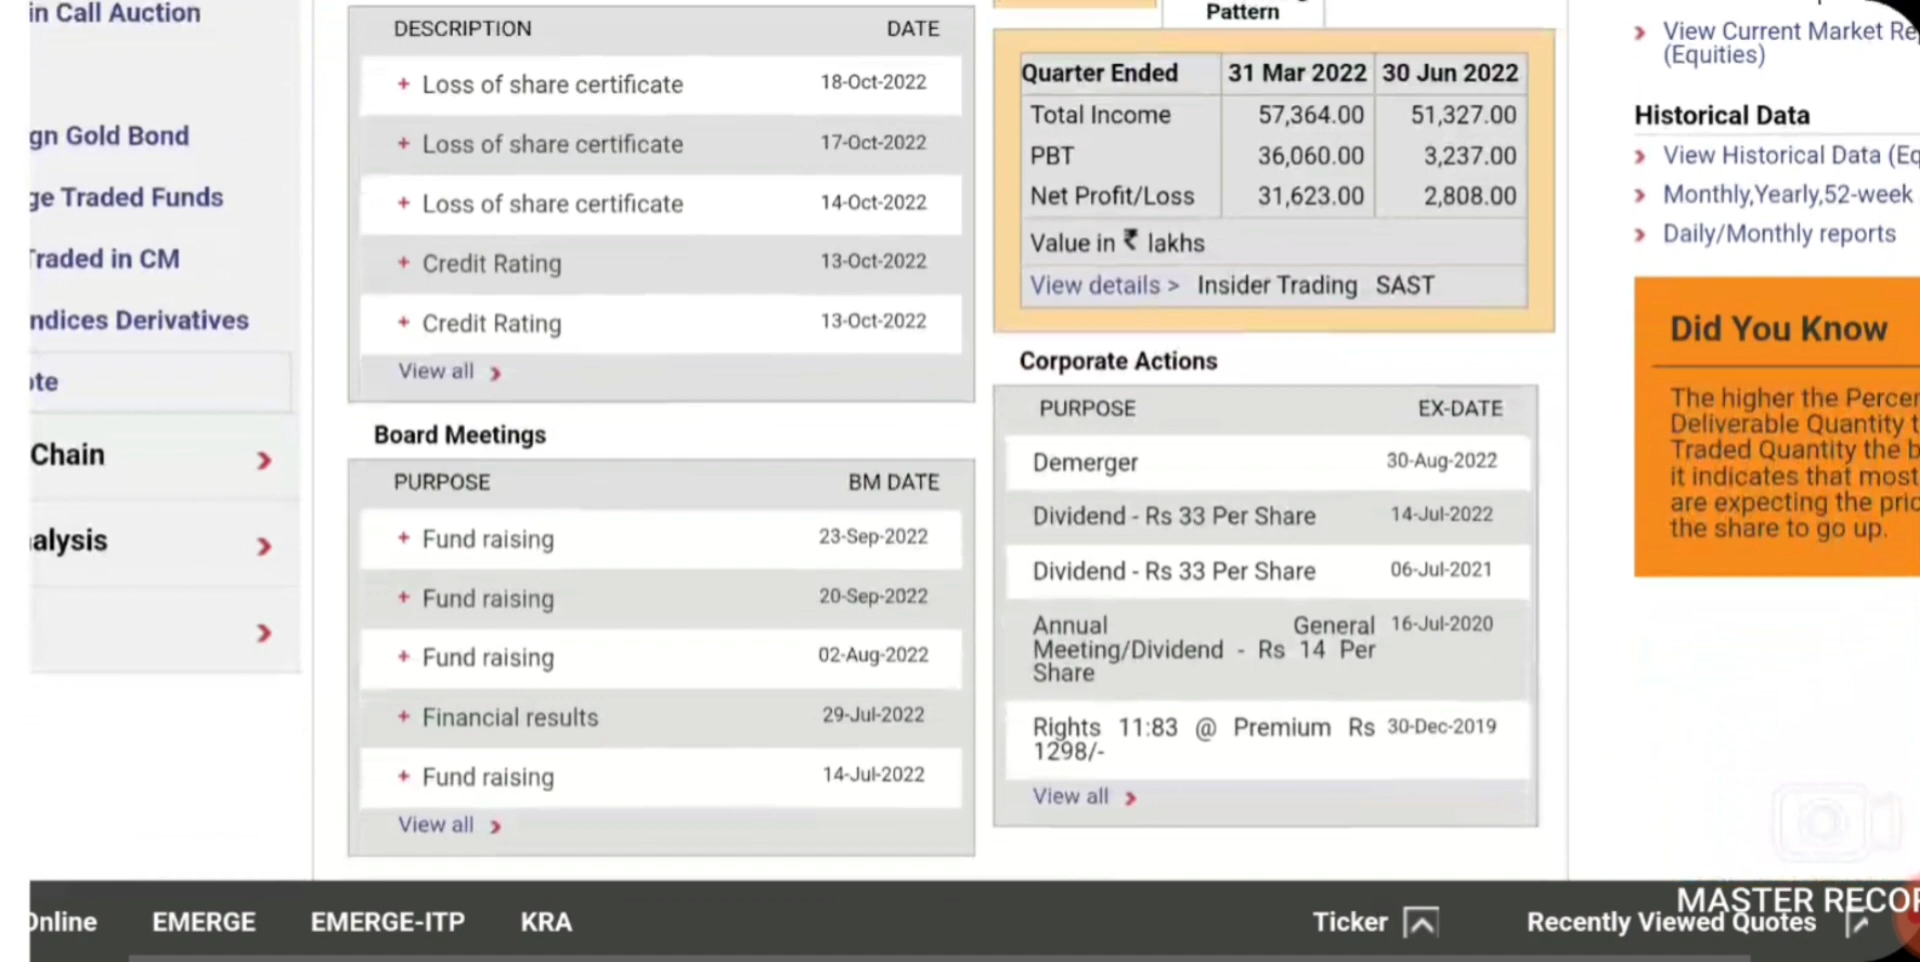 in Call Auction
gn Gold Bond
ge Traded Funds
Traded in CM
ndices Derivatives
ote
Chain
alysis
DESCRIPTION DATE
+ Loss of share certificate 18-Oct-2022
+ Loss of share certificate 17-Oct-2022
+ Loss of share certificate 14-Oct-2022
+ Credit Rating 13-Oct-2022
+ Credit Rating 13-Oct-2022
View all
Board Meetings
PURPOSE BM DATE
+ Fund raising 23-Sep-2022
+ Fund raising 20-Sep-2022
+ Fund raising 02-Aug-2022
+ Financial results 29-Jul-2022
+ Fund raising 14-Jul-2022
View all
Pattern
Quarter Ended 31 Mar 2022 30 Jun 2022
Total Income 57,364.00 51,327.00
PBT 36,060.00 3,237.00
Net Profit/Loss 31,623.00 2,808.00
Value in ₹ lakhs
View details > Insider Trading SAST
Corporate Actions
PURPOSE EX-DATE
Demerger 30-Aug-2022
Dividend - Rs 33 Per Share 14-Jul-2022
Dividend - Rs 33 Per Share 06-Jul-2021
Annual General 16-Jul-2020
Meeting/Dividend - Rs 14 Per
Share
Rights 11:83 @ Premium Rs 30-Dec-2019
1298/-
View all
View Current Market Re
(Equities)
Historical Data
View Historical Data (Eq
Monthly,Yearly,52-week
Daily/Monthly reports
Did You Know
The higher the Percen
Deliverable Quantity t
Traded Quantity the b
it indicates that most
are expecting the pric
the share to go up.
Online EMERGE EMERGE-ITP KRA Ticker Recently Viewed Quotes
MASTER RECOR